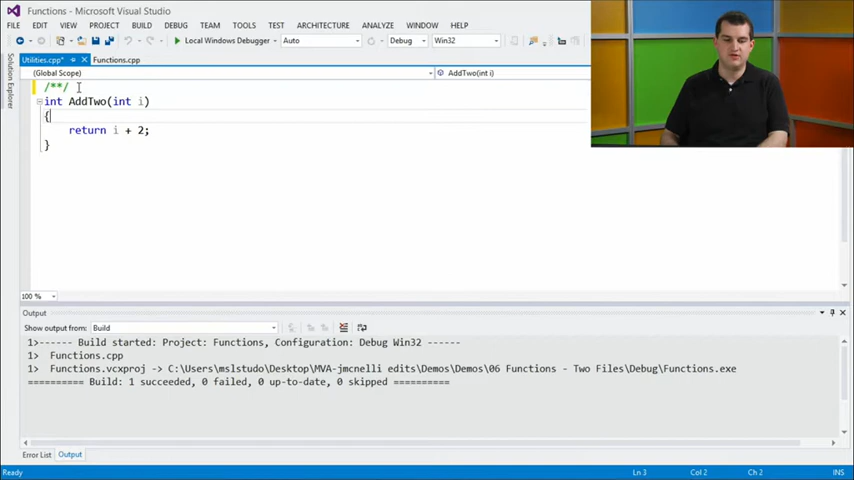 Functions - Microsoft Visual Studio
FILE EDIT VIEW PROJECT BUILD DEBUG TEAM TOOLS TEST ARCHITECTURE ANALYZE WINDOW HELP
Local Windows Debugger Auto Debug Win32
Solution Explorer
Utilities.cpp* Functions.cpp
(Global Scope) AddTwo(int i)
/**/
int AddTwo(int i)
{
return i + 2;
}
100 %
Output
Show output from: Build
1>------ Build started: Project: Functions, Configuration: Debug Win32 ------
1> Functions.cpp
1> Functions.vcxproj -> C:\Users\mslstudo\Desktop\MVA-jmcnelli edits\Demos\Demos\06 Functions - Two Files\Debug\Functions.exe
========== Build: 1 succeeded, 0 failed, 0 up-to-date, 0 skipped ==========
Error List Output
Ready Ln 3 Col 2 Ch 2